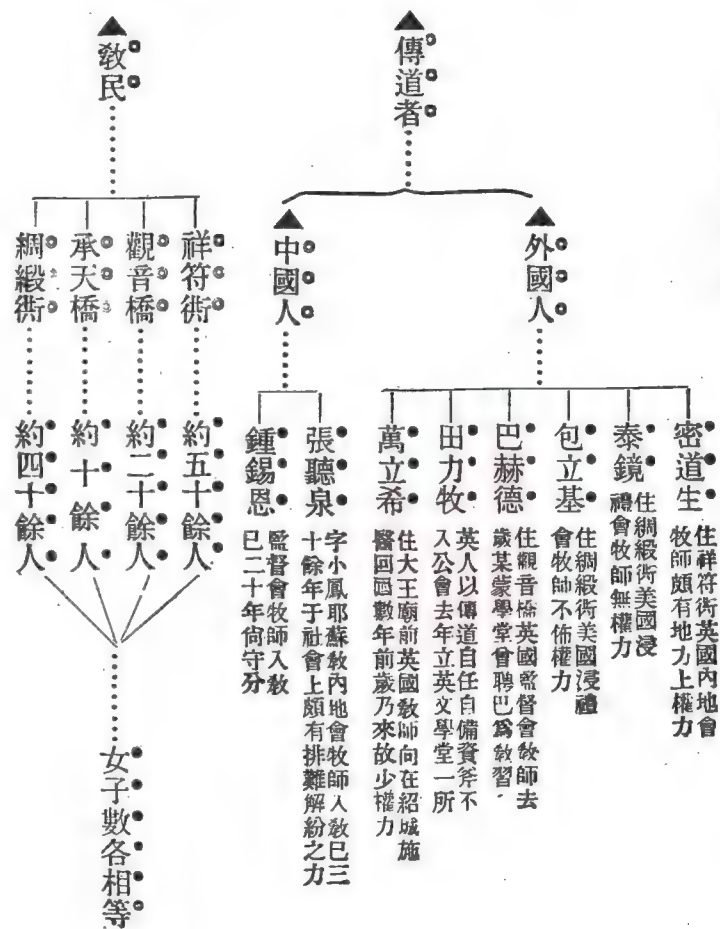 ▲傳道者
▲外國人
密道生
住祥符衖英國內地會
牧師頗有地方上權力
泰鏡
住綢緞衖美國浸
禮會牧師無權力
包立基
住綢緞衖美國浸禮
會牧師不佈權力
巴赫德
住觀音橋英國監督會教師去
歲某蒙學堂曾聘巴爲教習
田力牧
英人以傳道自任自備資斧不
入公會去年立英文學堂一所
萬立希
住大王廟前英國教師向在紹城施
醫回國數年前歲乃來故少權力
▲中國人
張聽泉
字小鳳耶蘇敎內地會牧師入敎已三
十餘年于社會上頗有排難解紛之力
鍾錫恩
監督會牧師入敎
已二十年尙守分
▲敎民
祥符衖
約五十餘人
觀音橋
約二十餘人
承天橋
約十餘人
綢緞衖
約四十餘人
女子數各相等